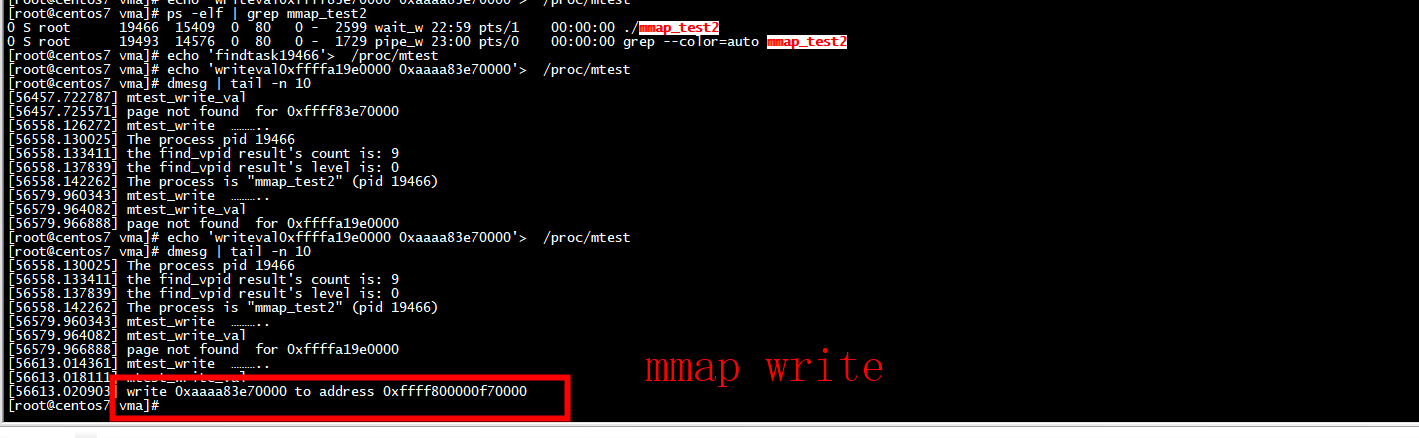 [root@centos7 vma]# echo 'writeval0xffff83e70000 0xaaaa83e70000'>  /proc/mtest
[root@centos7 vma]# ps -elf | grep mmap_test2
0 S root     19466 15409  0  80   0 -  2599 wait_w 22:59 pts/1    00:00:00 ./mmap_test2
0 S root     19493 14576  0  80   0 -  1729 pipe_w 23:00 pts/0    00:00:00 grep --color=auto mmap_test2
[root@centos7 vma]# echo 'findtask19466'>  /proc/mtest
[root@centos7 vma]# echo 'writeval0xffffa19e0000 0xaaaa83e70000'>  /proc/mtest
[root@centos7 vma]# dmesg | tail -n 10
[56457.722787] mtest_write_val
[56457.725571] page not found  for 0xffff83e70000
[56558.126272] mtest_write  ………..
[56558.130025] The process pid 19466
[56558.133411] the find_vpid result's count is: 9
[56558.137839] the find_vpid result's level is: 0
[56558.142262] The process is "mmap_test2" (pid 19466)
[56579.960343] mtest_write  ………..
[56579.964082] mtest_write_val
[56579.966888] page not found  for 0xffffa19e0000
[root@centos7 vma]# echo 'writeval0xffffa19e0000 0xaaaa83e70000'>  /proc/mtest
[root@centos7 vma]# dmesg | tail -n 10
[56558.130025] The process pid 19466
[56558.133411] the find_vpid result's count is: 9
[56558.137839] the find_vpid result's level is: 0
[56558.142262] The process is "mmap_test2" (pid 19466)
[56579.960343] mtest_write  ………..
[56579.964082] mtest_write_val
[56579.966888] page not found  for 0xffffa19e0000
[56613.014361] mtest_write  ………..
[56613.018111] mtest_write_val
[56613.020903] write 0xaaaa83e70000 to address 0xffff800000f70000
[root@centos7 vma]#
mmap write